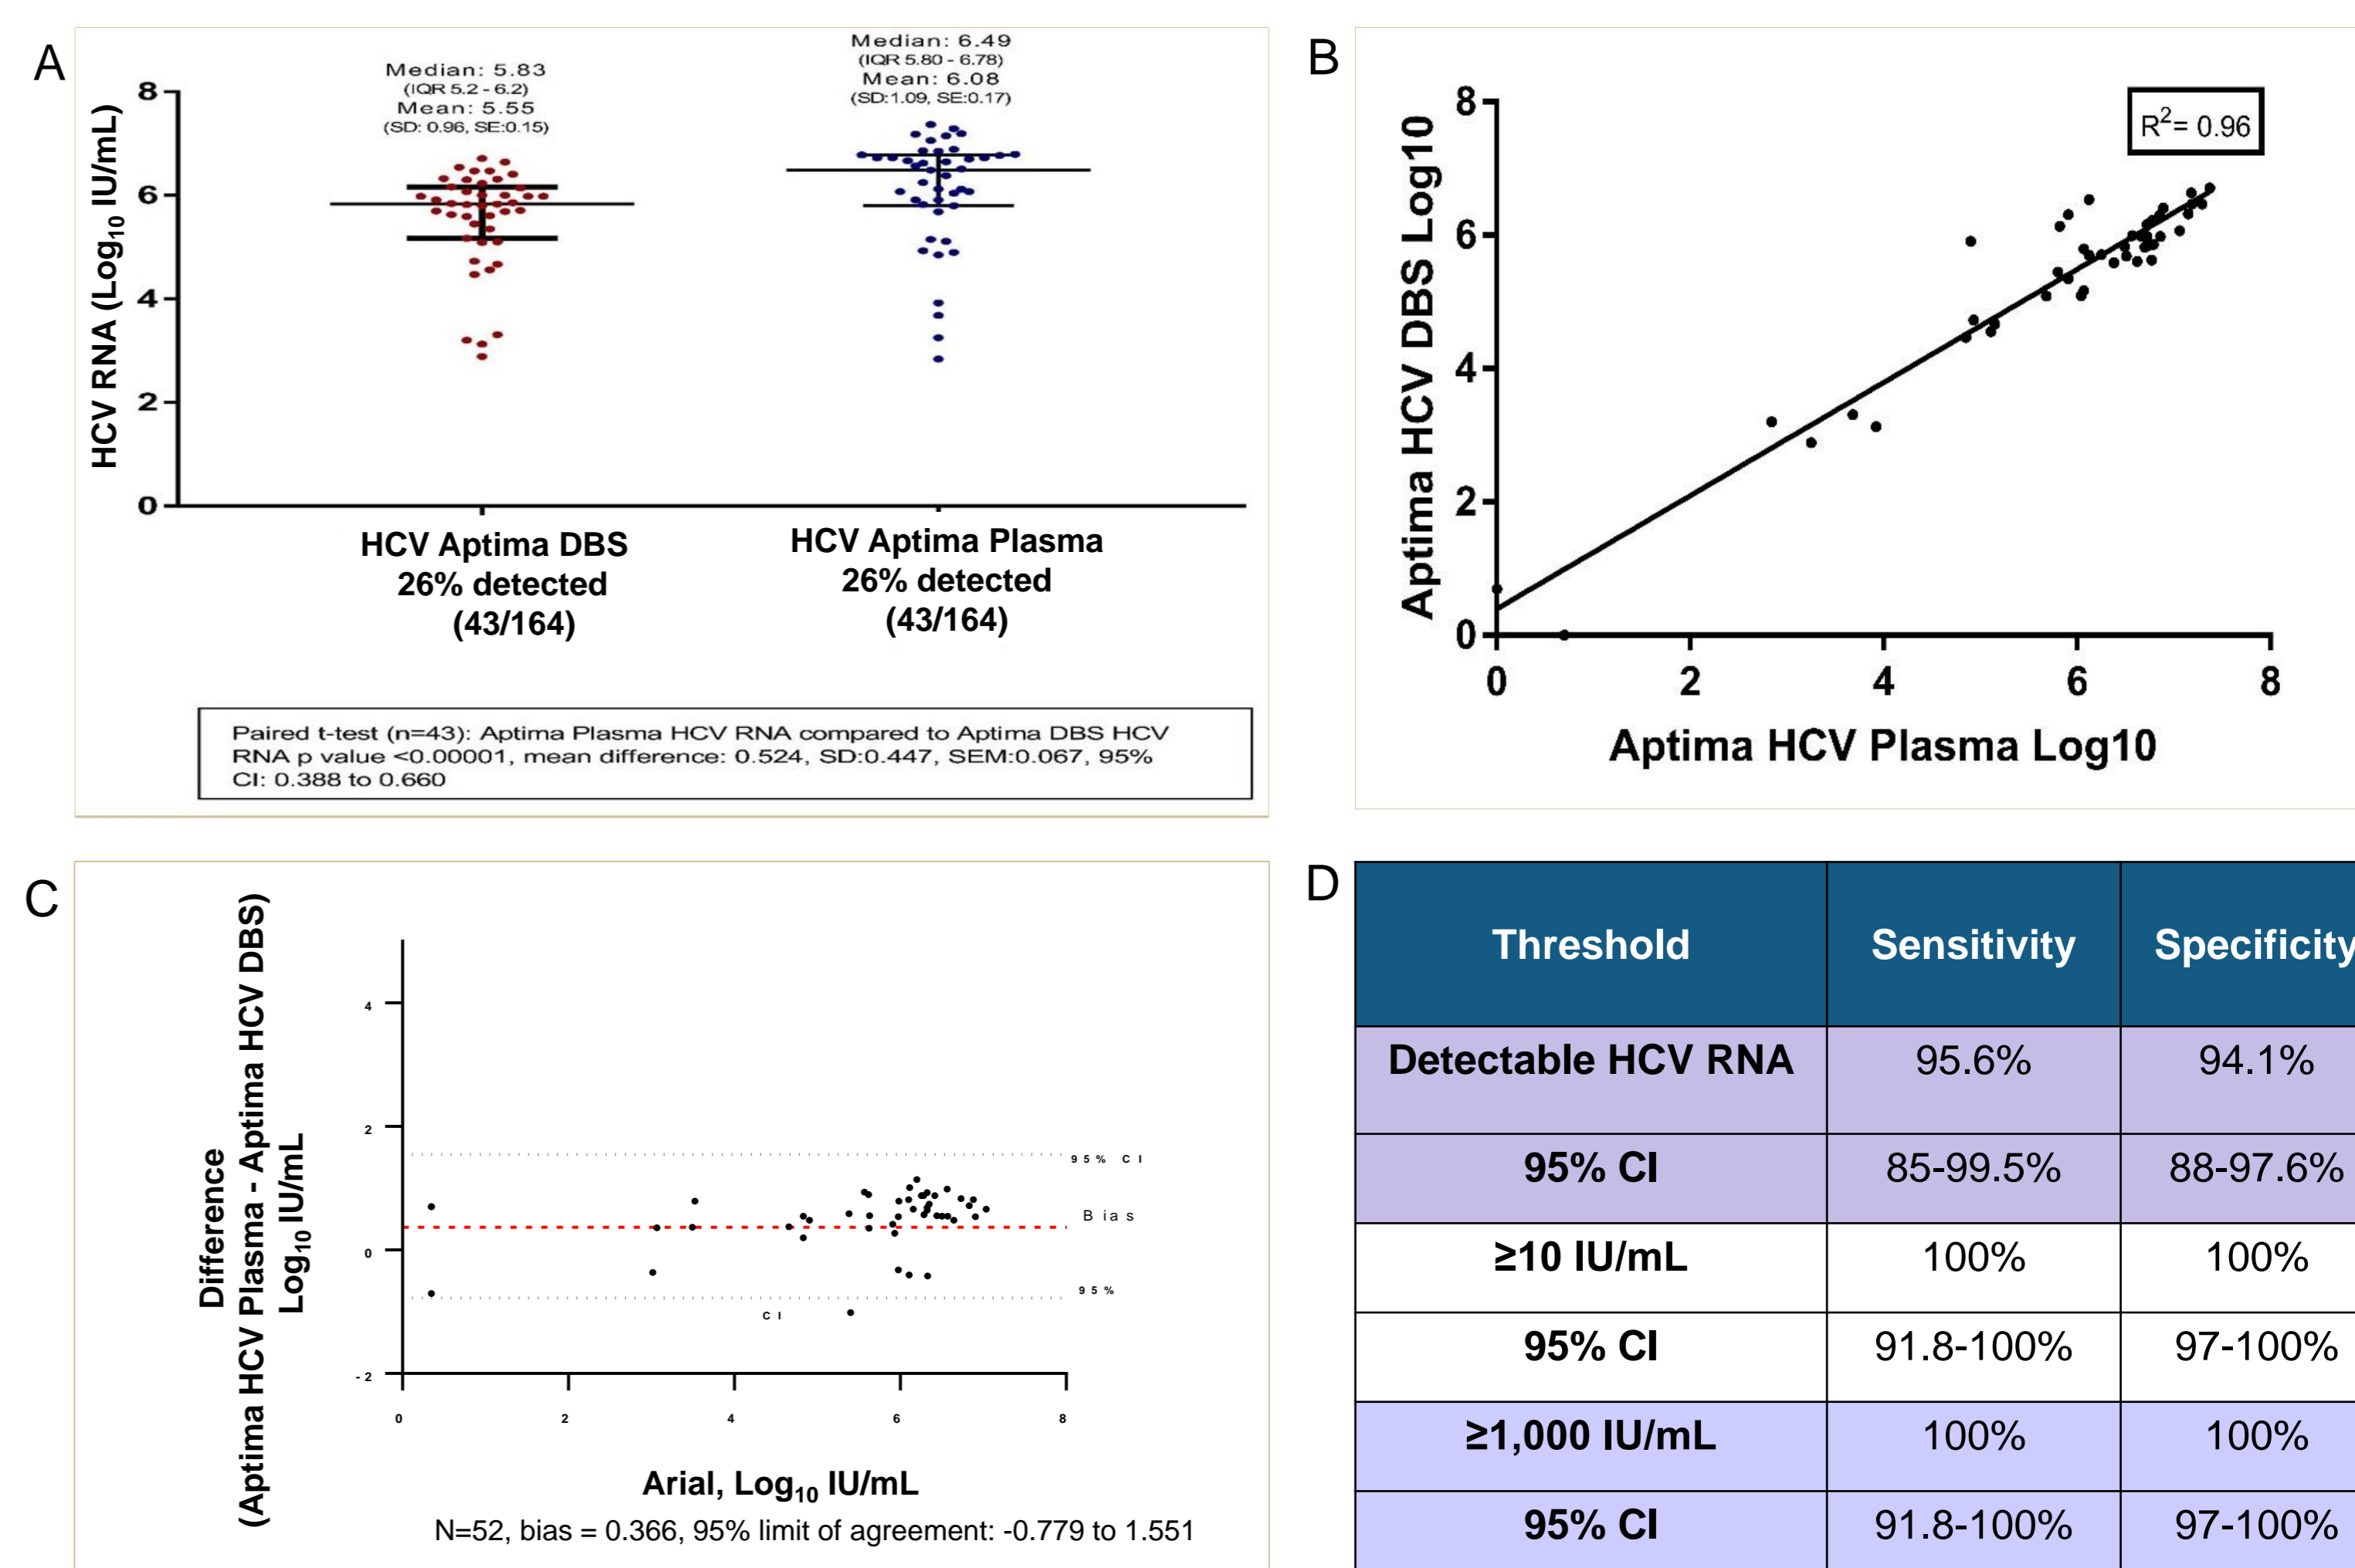 A
Median: 5.83
(IQR 5.2 - 6.2)
Mean: 5.55
(SD: 0.96, SE:0.15)
Median: 6.49
(IQR 5.80 - 6.78)
Mean: 6.08
(SD:1.09, SE:0.17)
HCV RNA (Log10 IU/mL)
8
6
4
2
0
HCV Aptima DBS
26% detected
(43/164)
HCV Aptima Plasma
26% detected
(43/164)
Paired t-test (n=43): Aptima Plasma HCV RNA compared to Aptima DBS HCV
RNA p value <0.00001, mean difference: 0.524, SD:0.447, SEM:0.067, 95%
CI: 0.388 to 0.660
B
R2= 0.96
Aptima HCV DBS Log10
8
6
4
2
0
0 2 4 6 8
Aptima HCV Plasma Log10
C
Difference
(Aptima HCV Plasma - Aptima HCV DBS)
Log10 IU/mL
4
2
0
-2
95% CI
Bias
95%
CI
0 2 4 6 8
Arial, Log10 IU/mL
N=52, bias = 0.366, 95% limit of agreement: -0.779 to 1.551
D
Threshold Sensitivity Specificity
Detectable HCV RNA 95.6% 94.1%
95% CI 85-99.5% 88-97.6%
≥10 IU/mL 100% 100%
95% CI 91.8-100% 97-100%
≥1,000 IU/mL 100% 100%
95% CI 91.8-100% 97-100%